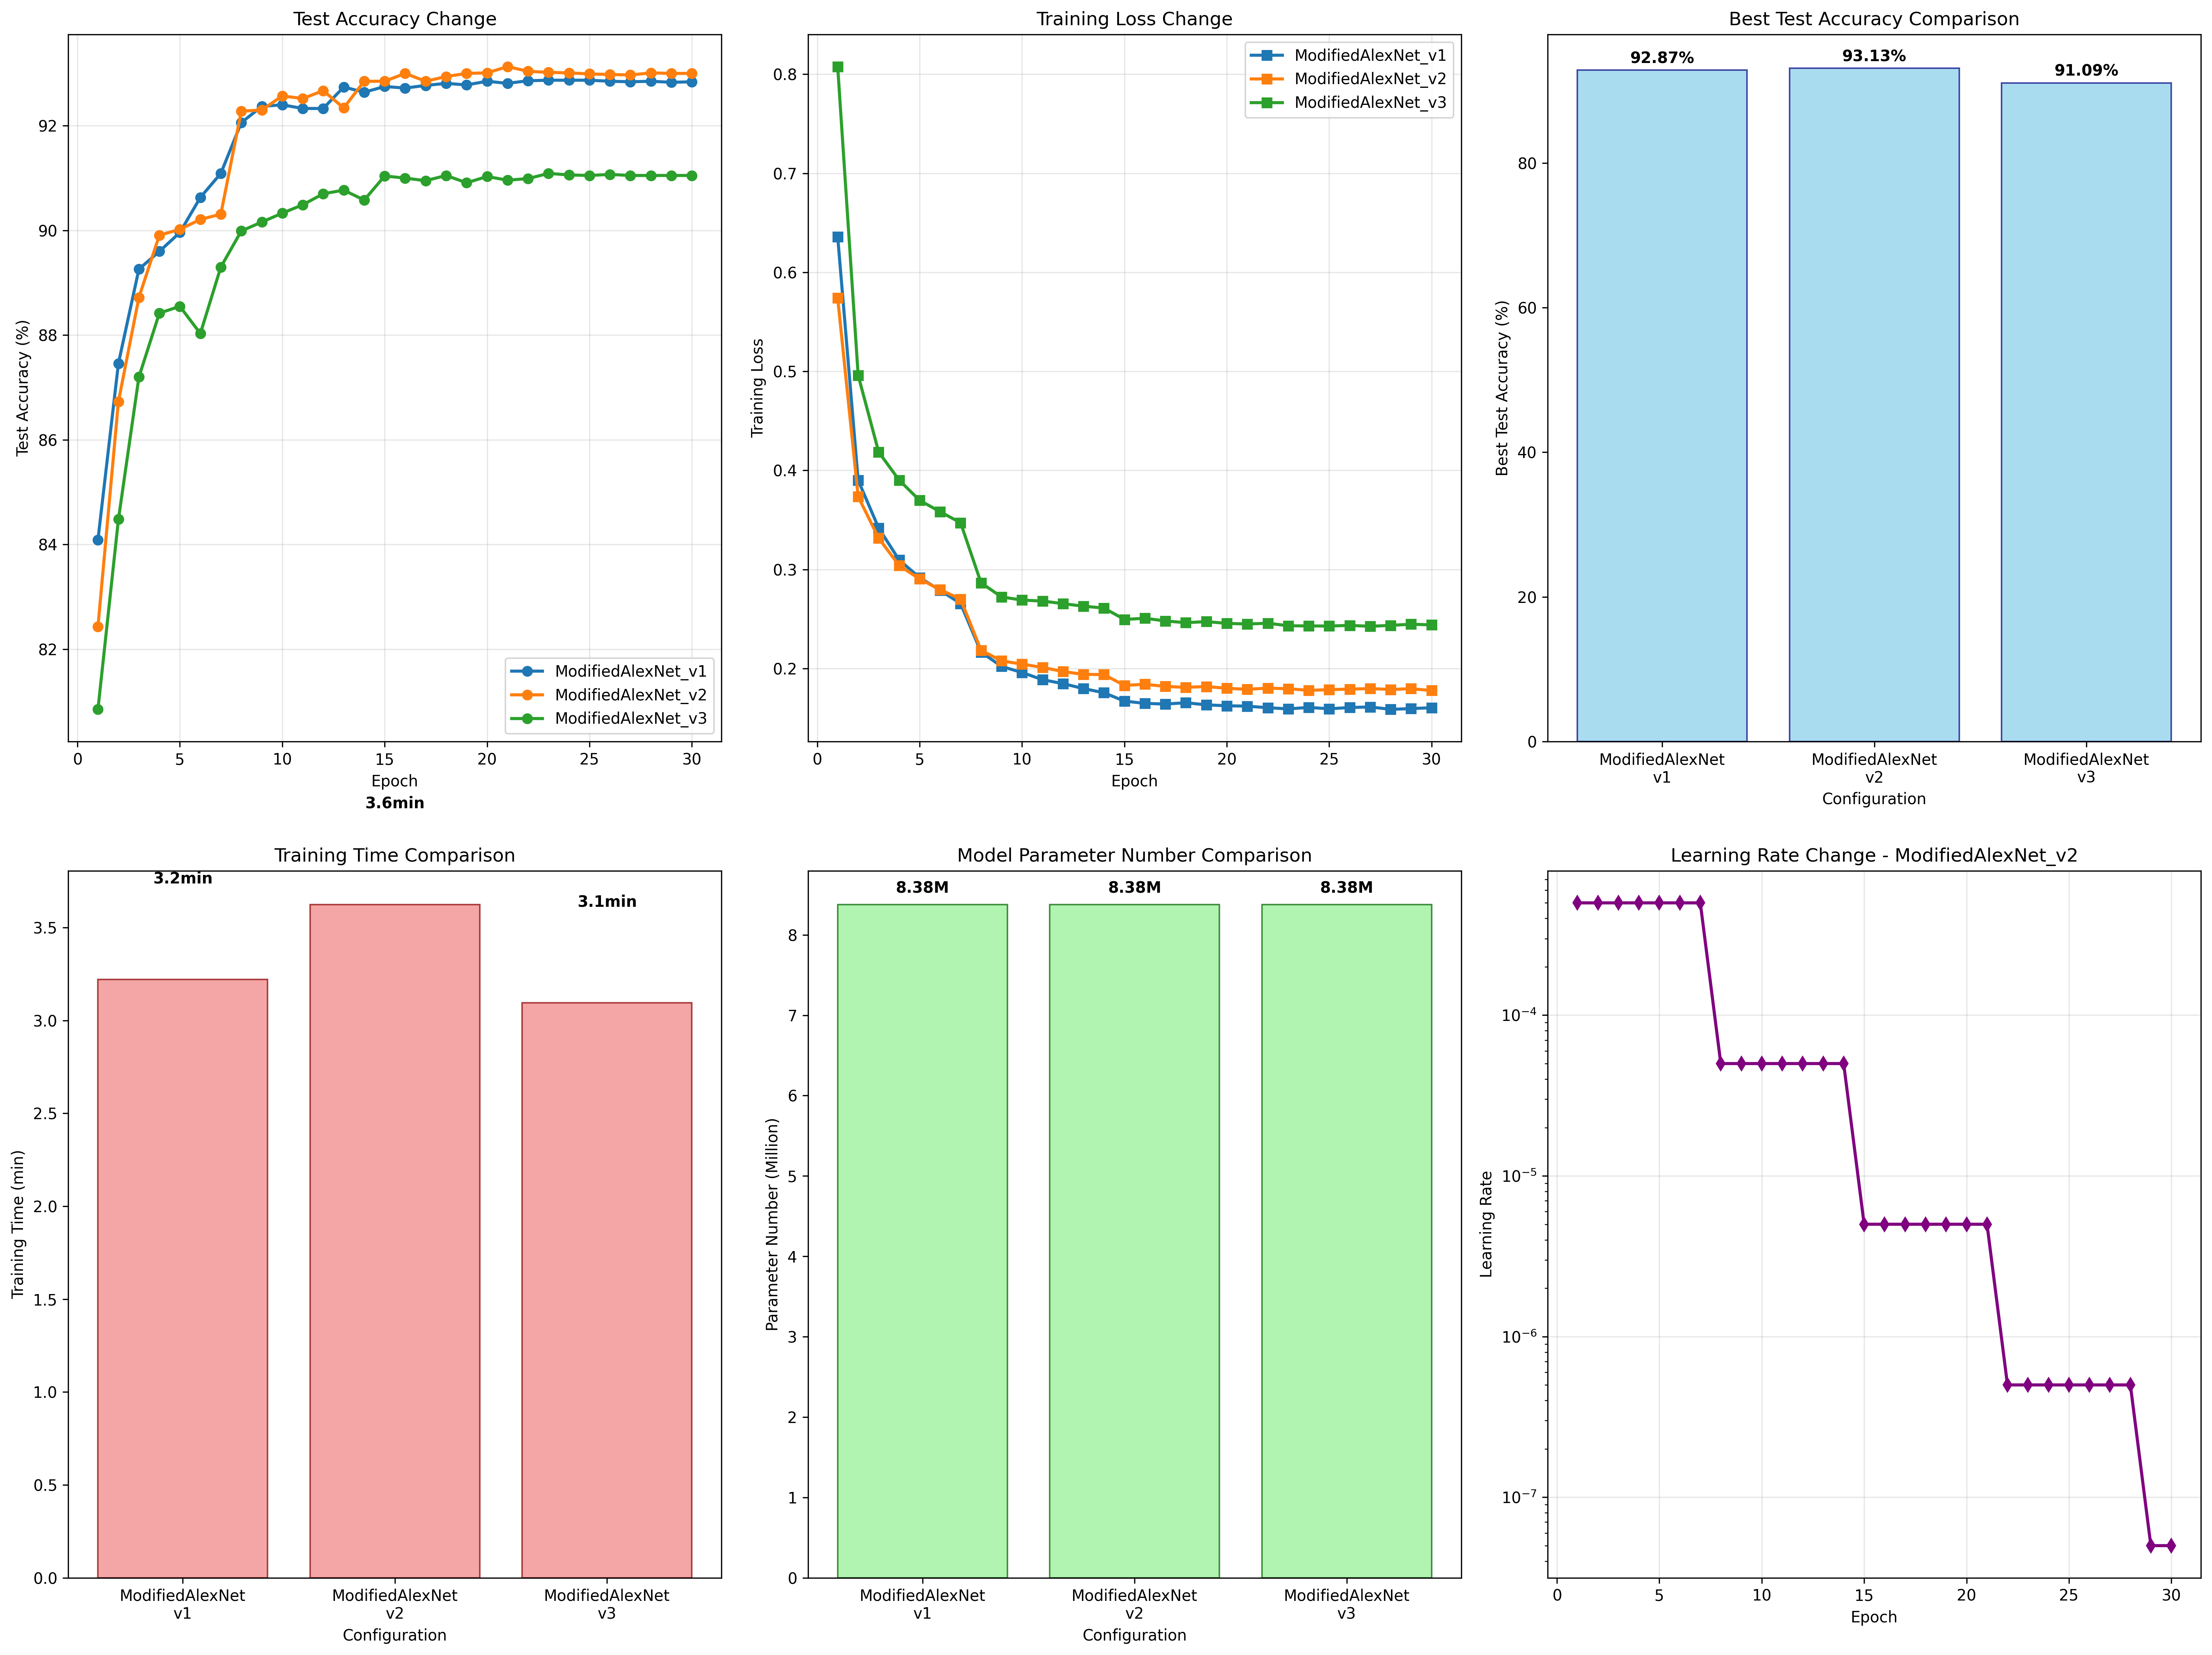 Test Accuracy Change
Test Accuracy (%)
92
90
88
86
84
82
ModifiedAlexNet_v1
ModifiedAlexNet_v2
ModifiedAlexNet_v3
0 5 10 15 20 25 30
Epoch
Training Loss Change
Training Loss
0.8
0.7
0.6
0.5
0.4
0.3
0.2
ModifiedAlexNet_v1
ModifiedAlexNet_v2
ModifiedAlexNet_v3
0 5 10 15 20 25 30
Epoch
Best Test Accuracy Comparison
Best Test Accuracy (%)
92.87% 93.13% 91.09%
80
60
40
20
0
ModifiedAlexNet ModifiedAlexNet ModifiedAlexNet
v1 v2 v3
Configuration
3.6min
Training Time Comparison
Training Time (min)
3.2min
3.1min
3.5
3.0
2.5
2.0
1.5
1.0
0.5
0.0
ModifiedAlexNet ModifiedAlexNet ModifiedAlexNet
v1 v2 v3
Configuration
Model Parameter Number Comparison
Parameter Number (Million)
8.38M 8.38M 8.38M
8
7
6
5
4
3
2
1
0
ModifiedAlexNet ModifiedAlexNet ModifiedAlexNet
v1 v2 v3
Configuration
Learning Rate Change - ModifiedAlexNet_v2
Learning Rate
10⁻⁴
10⁻⁵
10⁻⁶
10⁻⁷
0 5 10 15 20 25 30
Epoch